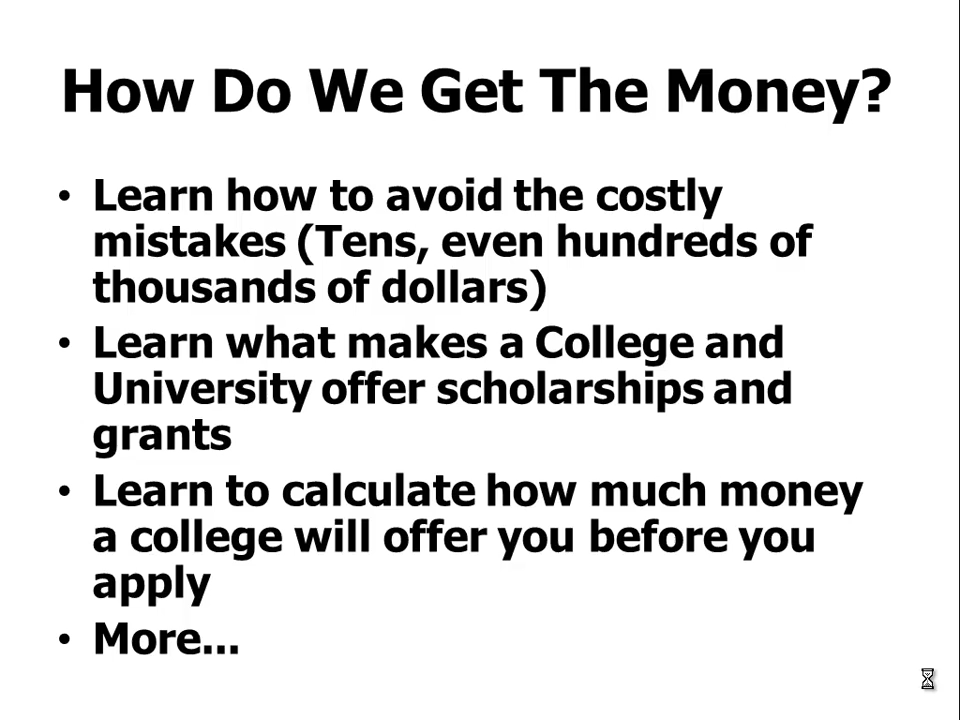 How Do We Get The Money?
• Learn how to avoid the costly
mistakes (Tens, even hundreds of
thousands of dollars)
• Learn what makes a College and
University offer scholarships and
grants
• Learn to calculate how much money
a college will offer you before you
apply
• More...